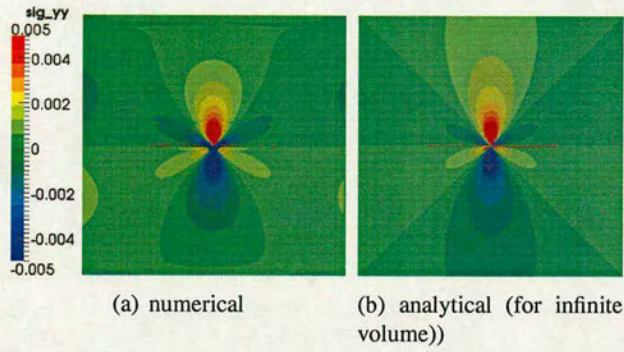 sig_yy
0.005
0.004
0.002
0
-0.002
-0.004
-0.005
(a) numerical
(b) analytical (for infinite
volume))